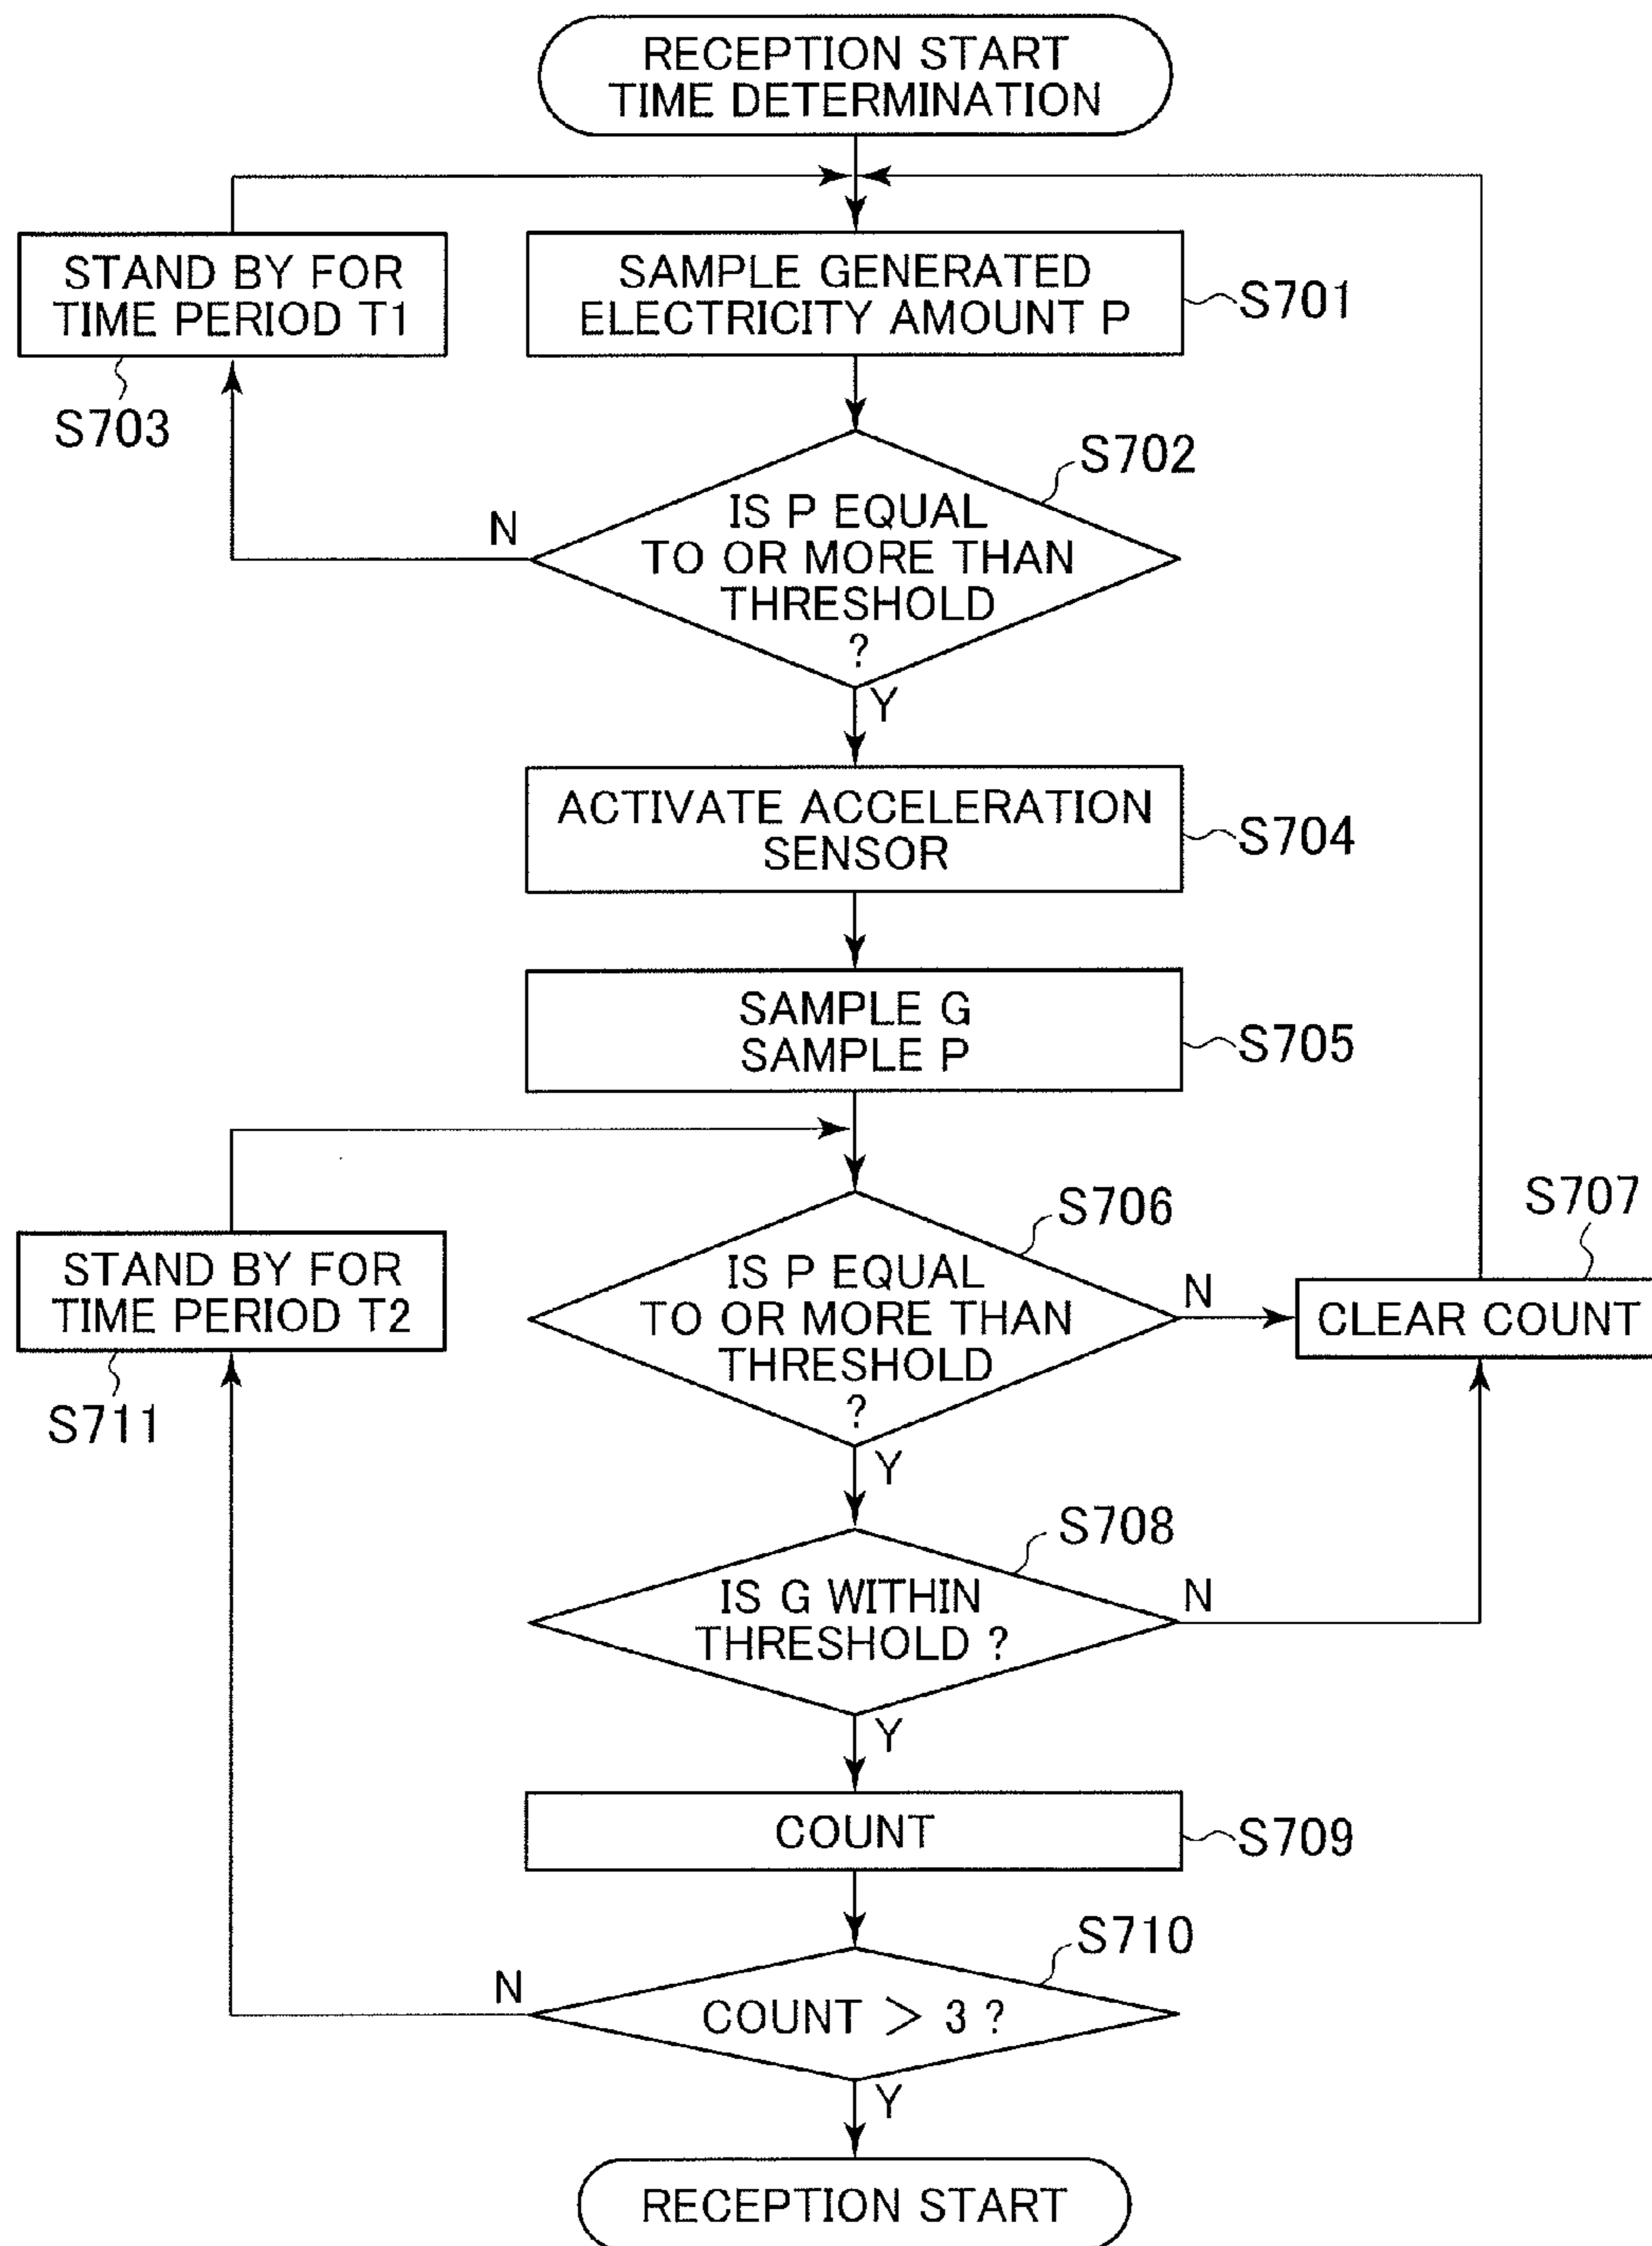 RECEPTION START
TIME DETERMINATION
STAND BY FOR
TIME PERIOD T1
S703
SAMPLE GENERATED
ELECTRICITY AMOUNT P
S701
S702
IS P EQUAL
TO OR MORE THAN
THRESHOLD
?
N
Y
ACTIVATE ACCELERATION
SENSOR
S704
SAMPLE G
SAMPLE P
S705
S706
S707
STAND BY FOR
TIME PERIOD T2
S711
IS P EQUAL
TO OR MORE THAN
THRESHOLD
?
N
CLEAR COUNT
Y
S708
IS G WITHIN
THRESHOLD ?
N
Y
COUNT
S709
S710
N
COUNT > 3 ?
Y
RECEPTION START